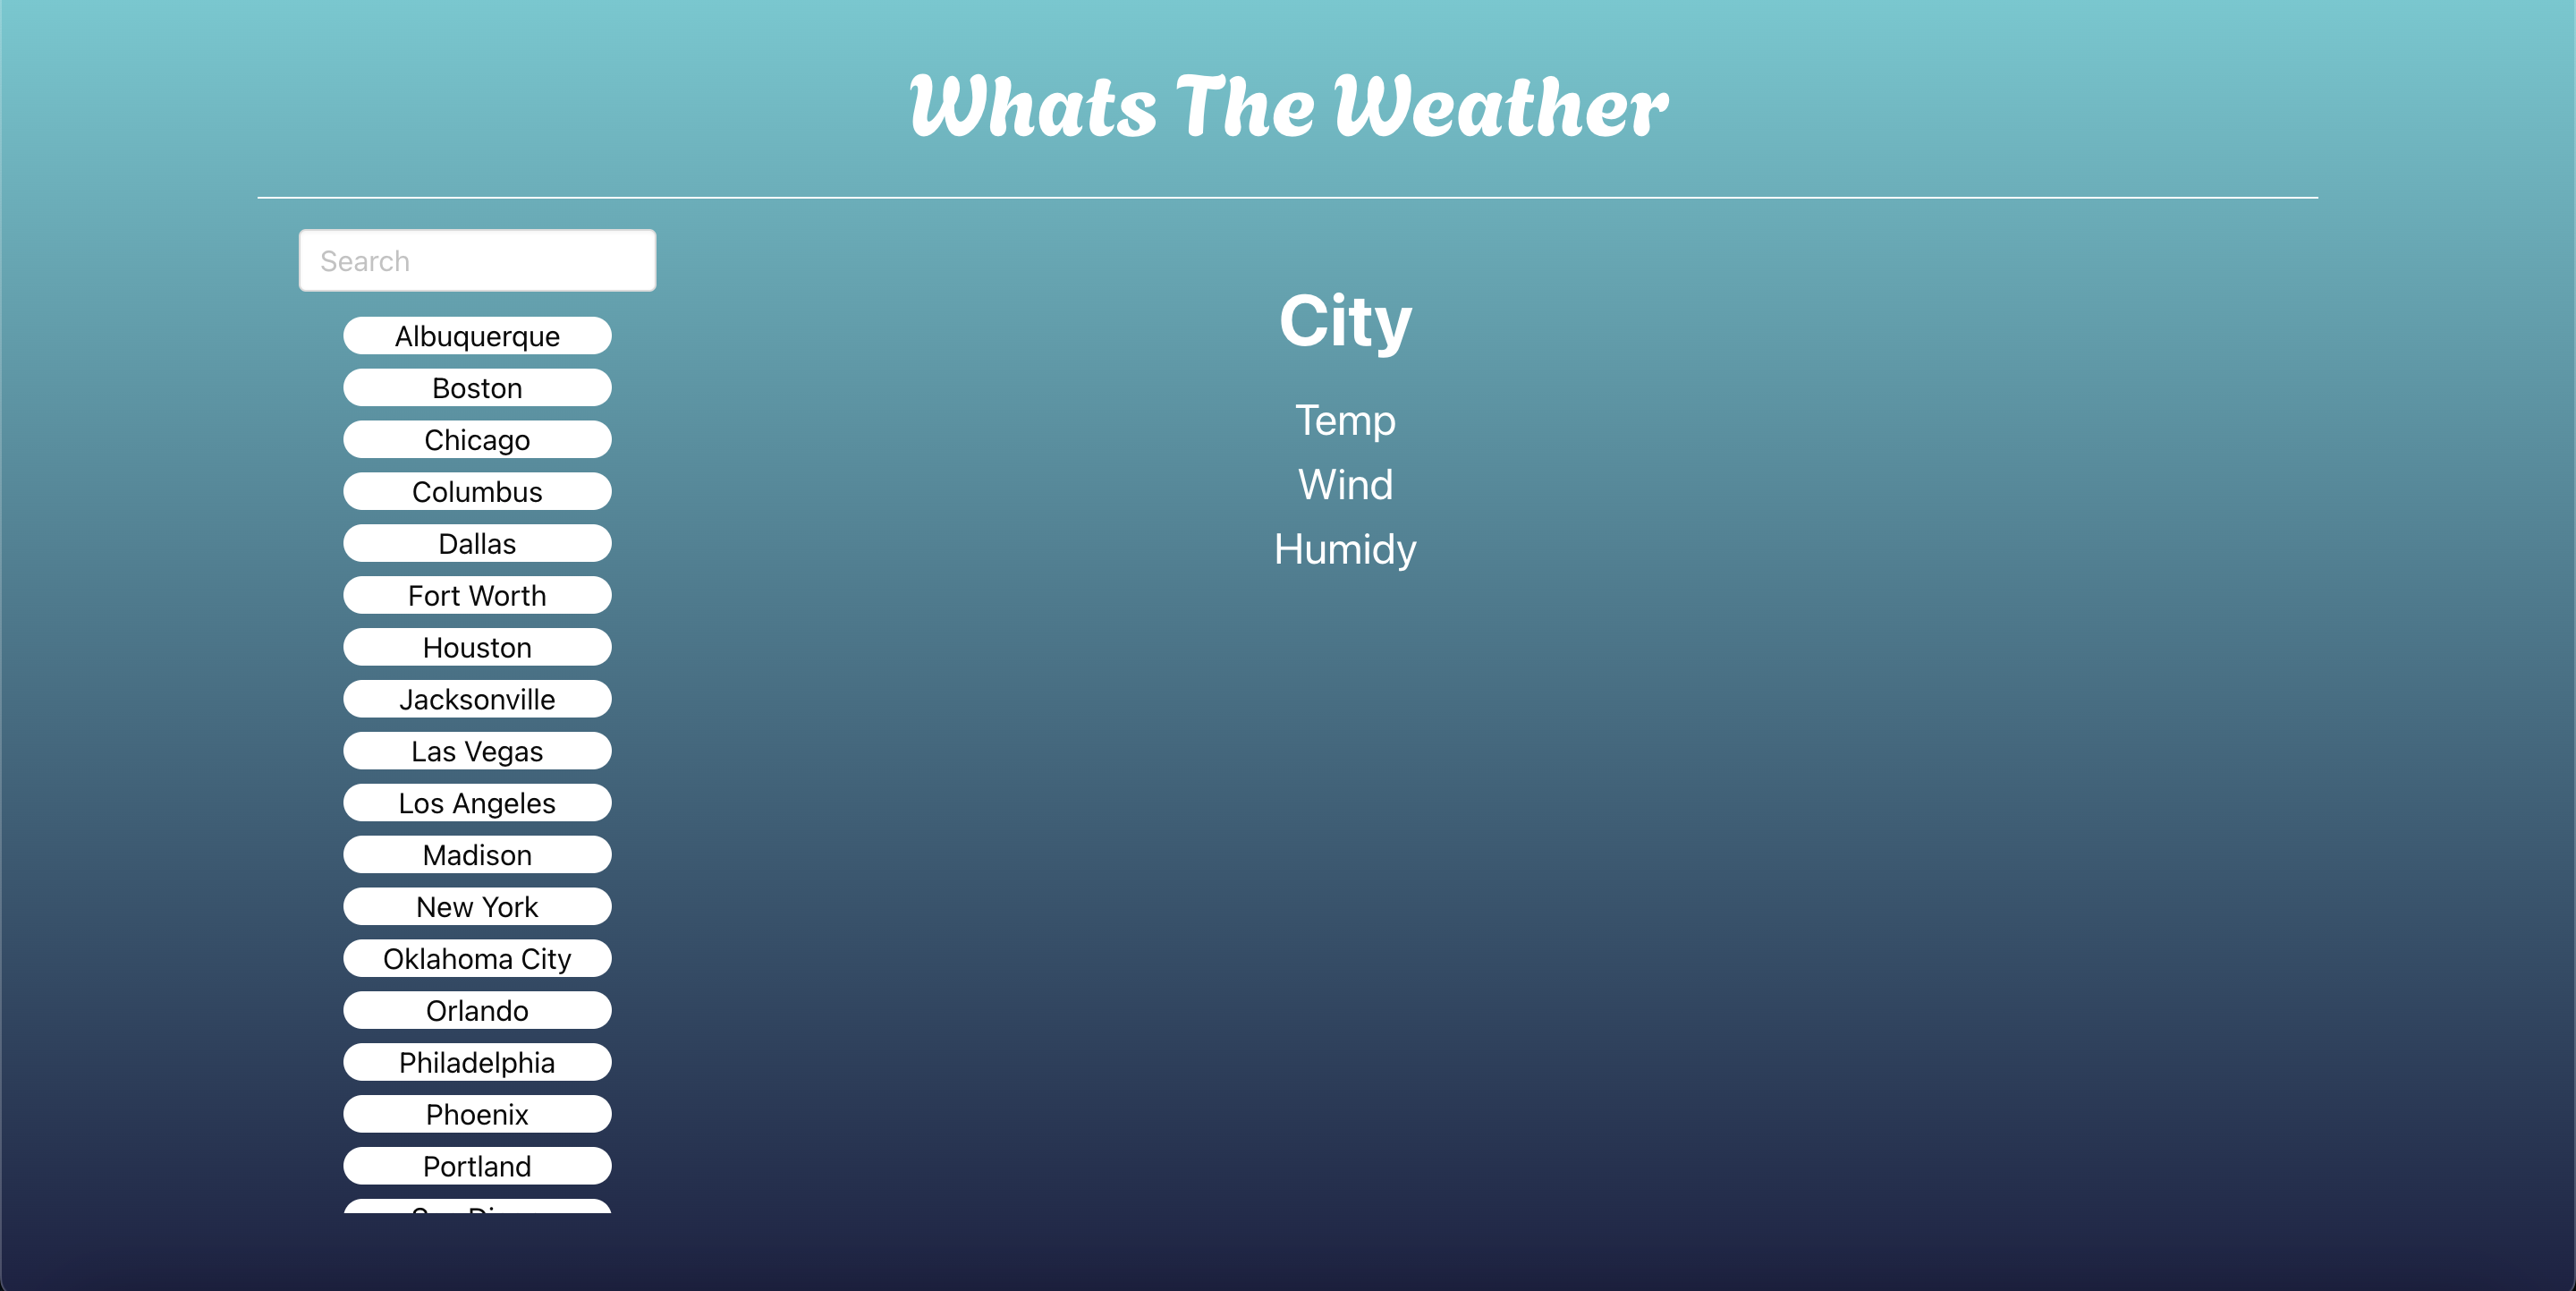 Whats The Weather
Search
Albuquerque
Boston
Chicago
Columbus
Dallas
Fort Worth
Houston
Jacksonville
Las Vegas
Los Angeles
Madison
New York
Oklahoma City
Orlando
Philadelphia
Phoenix
Portland
City
Temp
Wind
Humidy